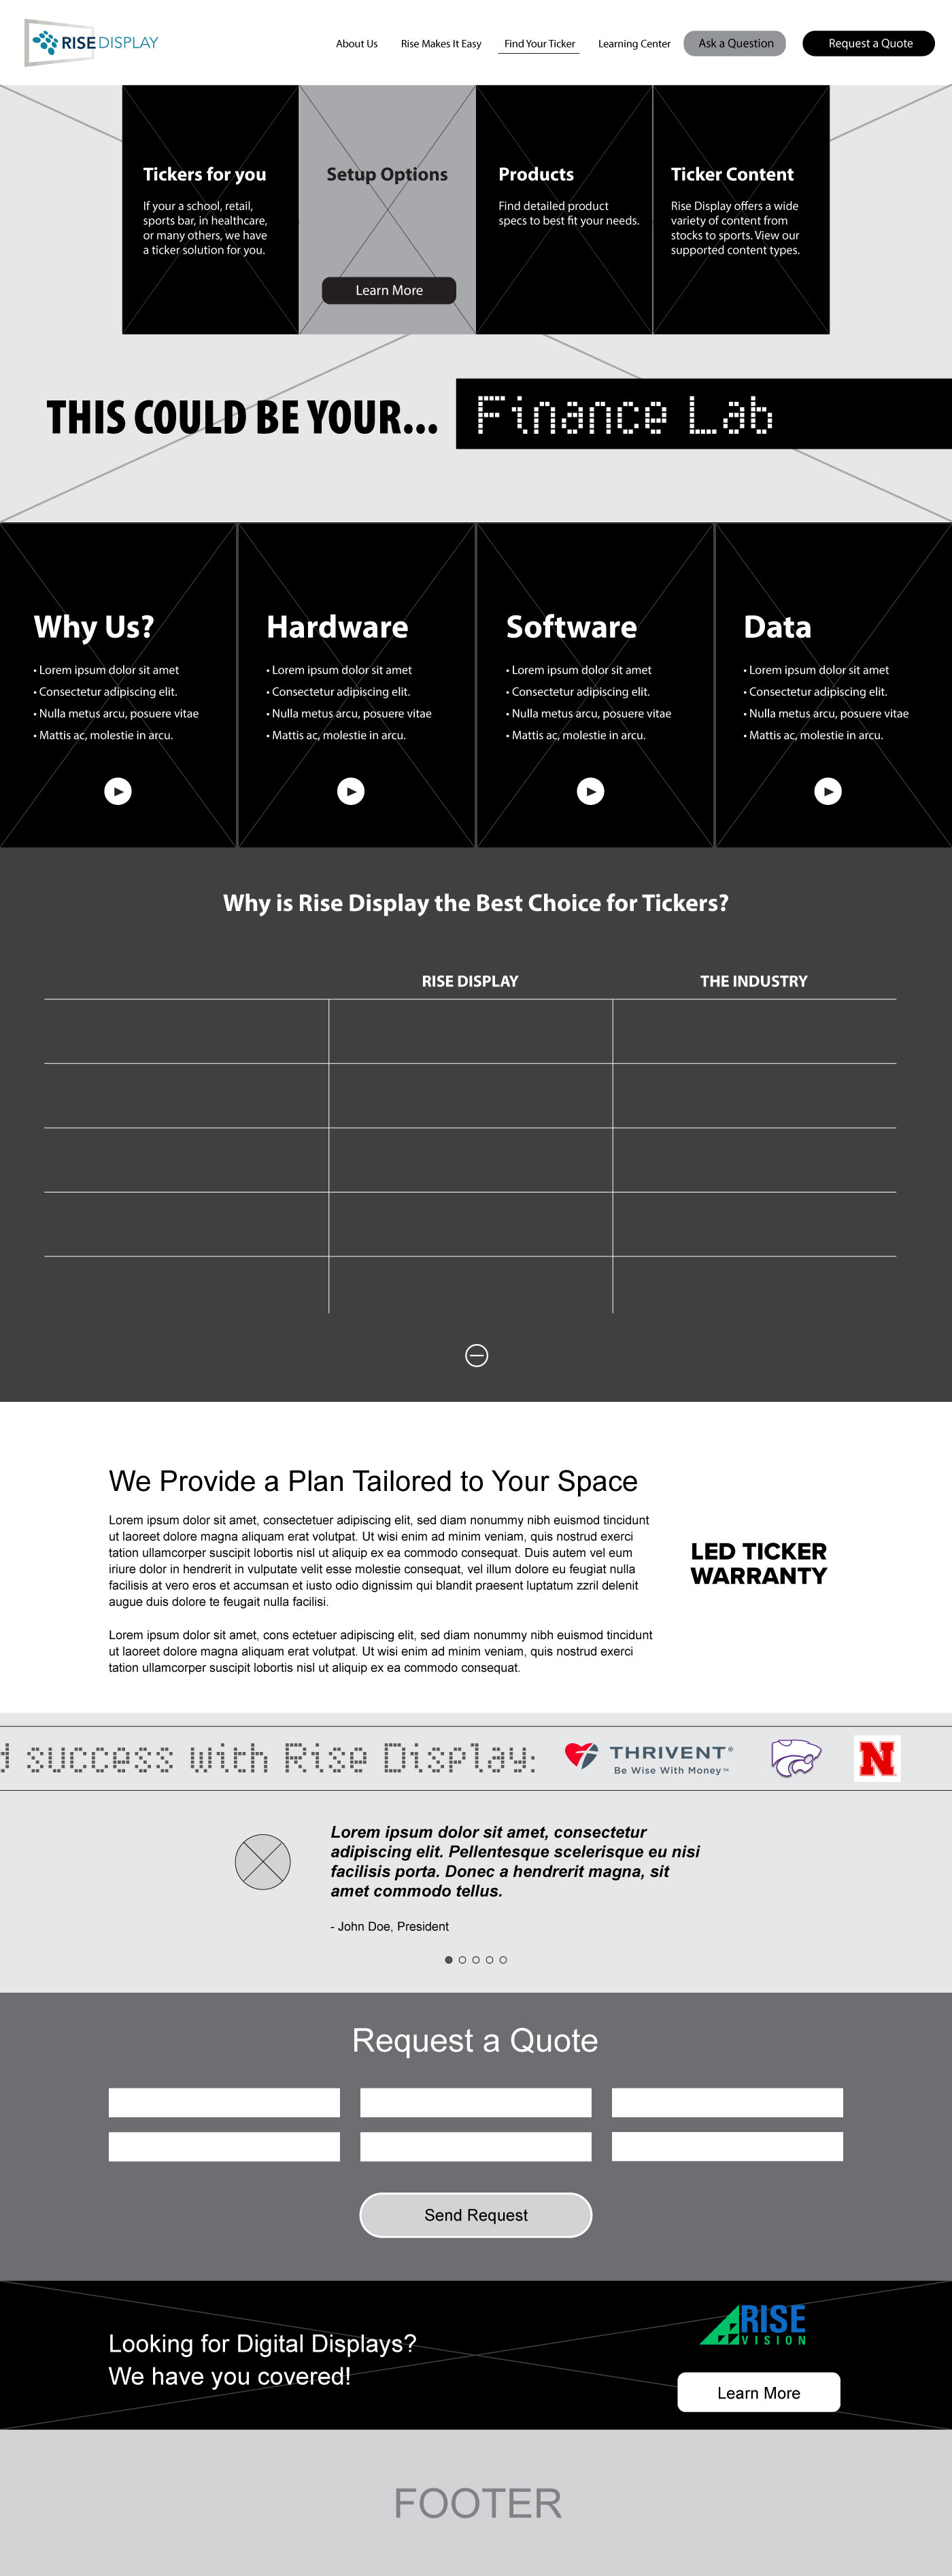 RISE DISPLAY
About Us
Rise Makes It Easy
Find Your Ticker
Learning Center
Ask a Question
Request a Quote
Tickers for you
If your a school, retail,
sports bar, in healthcare,
or many others, we have
a ticker solution for you.
Setup Options
Learn More
Products
Find detailed product
specs to best fit your needs.
Ticker Content
Rise Display offers a wide
variety of content from
stocks to sports. View our
supported content types.
THIS COULD BE YOUR...
Finance Lab
Why Us?
• Lorem ipsum dolor sit amet
• Consectetur adipiscing elit.
• Nulla metus arcu, posuere vitae
• Mattis ac, molestie in arcu.
Hardware
• Lorem ipsum dolor sit amet
• Consectetur adipiscing elit.
• Nulla metus arcu, posuere vitae
• Mattis ac, molestie in arcu.
Software
• Lorem ipsum dolor sit amet
• Consectetur adipiscing elit.
• Nulla metus arcu, posuere vitae
• Mattis ac, molestie in arcu.
Data
• Lorem ipsum dolor sit amet
• Consectetur adipiscing elit.
• Nulla metus arcu, posuere vitae
• Mattis ac, molestie in arcu.
Why is Rise Display the Best Choice for Tickers?
RISE DISPLAY
THE INDUSTRY
We Provide a Plan Tailored to Your Space
Lorem ipsum dolor sit amet, consectetuer adipiscing elit, sed diam nonummy nibh euismod tincidunt
ut laoreet dolore magna aliquam erat volutpat. Ut wisi enim ad minim veniam, quis nostrud exerci
tation ullamcorper suscipit lobortis nisl ut aliquip ex ea commodo consequat. Duis autem vel eum
iriure dolor in hendrerit in vulputate velit esse molestie consequat, vel illum dolore eu feugiat nulla
facilisis at vero eros et accumsan et iusto odio dignissim qui blandit praesent luptatum zzril delenit
augue duis dolore te feugait nulla facilisi.
Lorem ipsum dolor sit amet, cons ectetuer adipiscing elit, sed diam nonummy nibh euismod tincidunt
ut laoreet dolore magna aliquam erat volutpat. Ut wisi enim ad minim veniam, quis nostrud exerci
tation ullamcorper suscipit lobortis nisl ut aliquip ex ea commodo consequat.
LED TICKER
WARRANTY
success with Rise Display:
THRIVENT®
Be Wise With Money™
N
Lorem ipsum dolor sit amet, consectetur
adipiscing elit. Pellentesque scelerisque eu nisi
facilisis porta. Donec a hendrerit magna, sit
amet commodo tellus.
- John Doe, President
Request a Quote
Send Request
Looking for Digital Displays?
We have you covered!
RISE
VISION
Learn More
FOOTER